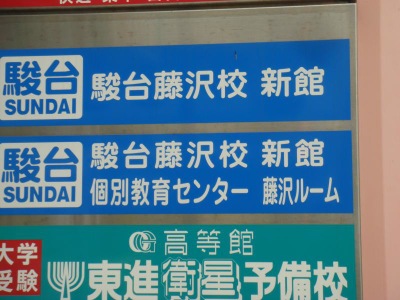 駿台
SUNDAI
駿台藤沢校 新館
駿台
SUNDAI
駿台藤沢校 新館
個別教育センター 藤沢ルーム
大学
受験
高等館
東進衛星予備校